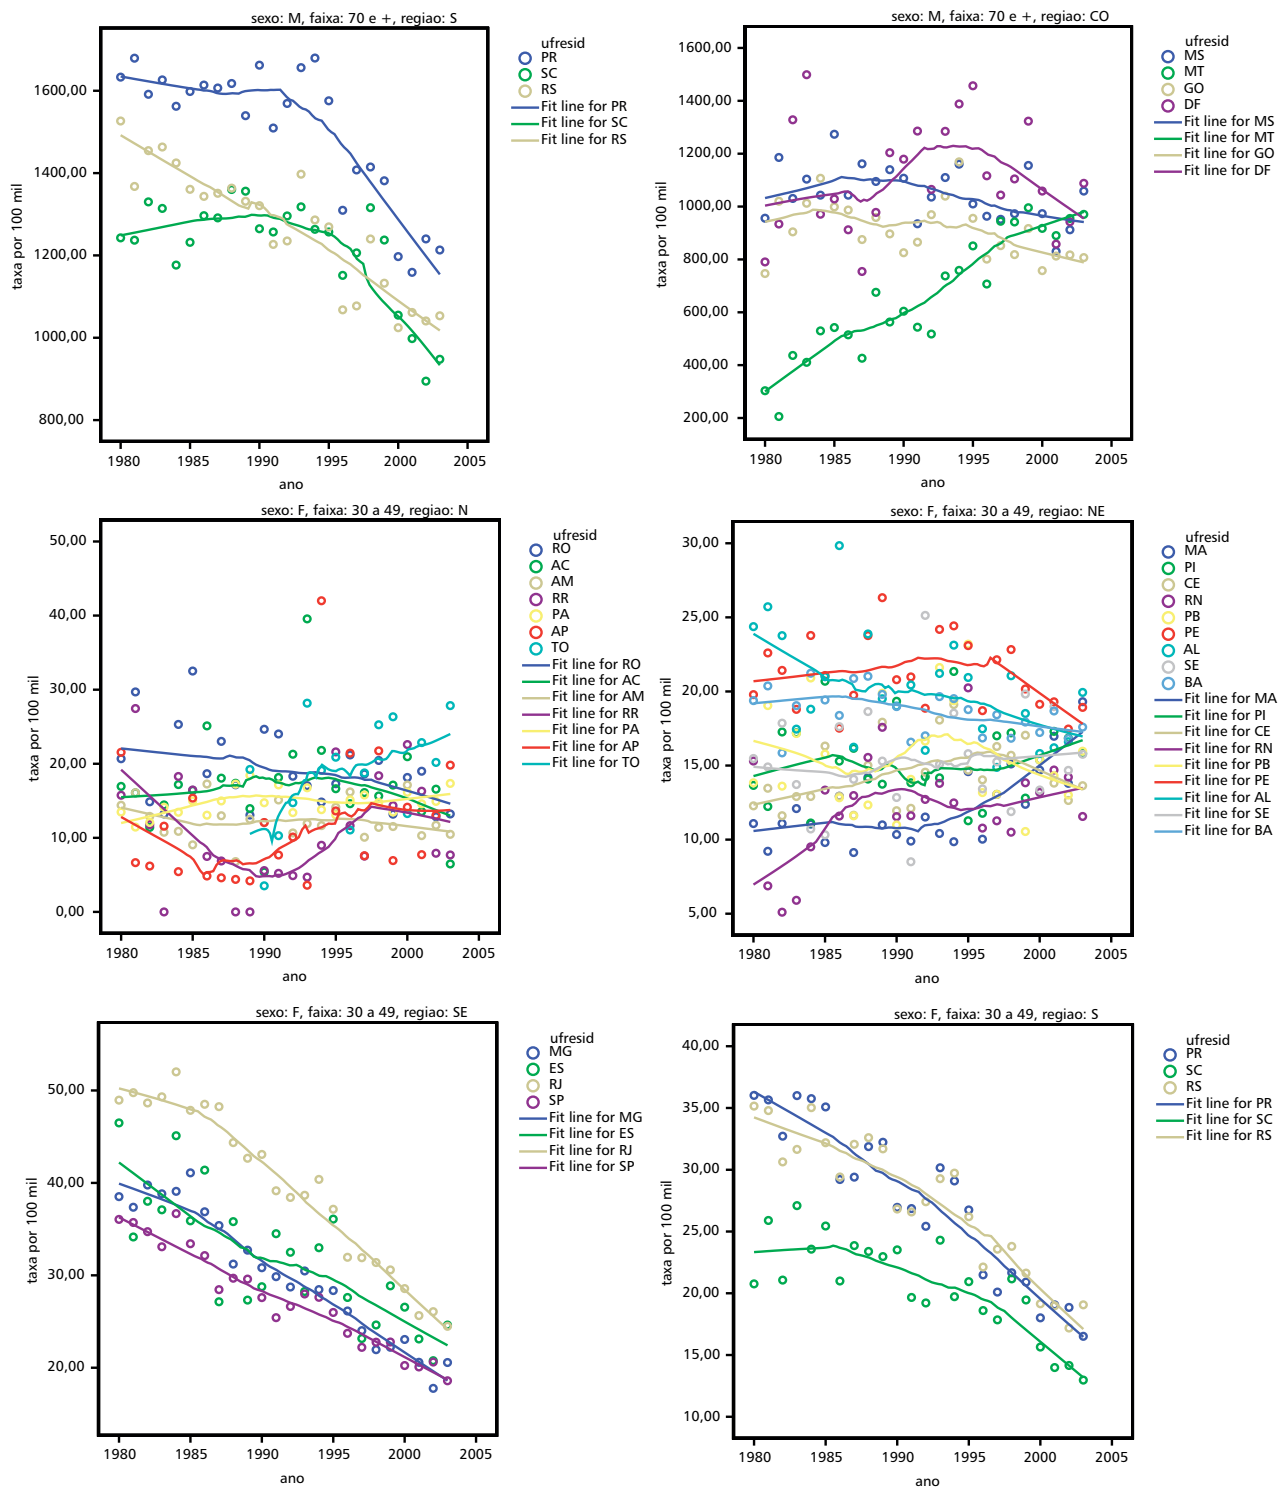 sexo: M, faixa: 70 e +, regiao: S
taxa por 100 mil
1600,00
1400,00
1200,00
1000,00
800,00
1980 1985 1990 1995 2000 2005
ano
ufresid
PR
SC
RS
Fit line for PR
Fit line for SC
Fit line for RS
sexo: M, faixa: 70 e +, regiao: CO
taxa por 100 mil
1600,00
1400,00
1200,00
1000,00
800,00
600,00
400,00
200,00
1980 1985 1990 1995 2000 2005
ano
ufresid
MS
MT
GO
DF
Fit line for MS
Fit line for MT
Fit line for GO
Fit line for DF
sexo: F, faixa: 30 a 49, regiao: N
taxa por 100 mil
50,00
40,00
30,00
20,00
10,00
0,00
1980 1985 1990 1995 2000 2005
ano
ufresid
RO
AC
AM
RR
PA
AP
TO
Fit line for RO
Fit line for AC
Fit line for AM
Fit line for RR
Fit line for PA
Fit line for AP
Fit line for TO
sexo: F, faixa: 30 a 49, regiao: NE
taxa por 100 mil
30,00
25,00
20,00
15,00
10,00
5,00
1980 1985 1990 1995 2000 2005
ano
ufresid
MA
PI
CE
RN
PB
PE
AL
SE
BA
Fit line for MA
Fit line for PI
Fit line for CE
Fit line for RN
Fit line for PB
Fit line for PE
Fit line for AL
Fit line for SE
Fit line for BA
sexo: F, faixa: 30 a 49, regiao: SE
taxa por 100 mil
50,00
40,00
30,00
20,00
1980 1985 1990 1995 2000 2005
ano
ufresid
MG
ES
RJ
SP
Fit line for MG
Fit line for ES
Fit line for RJ
Fit line for SP
sexo: F, faixa: 30 a 49, regiao: S
taxa por 100 mil
40,00
35,00
30,00
25,00
20,00
15,00
10,00
1980 1985 1990 1995 2000 2005
ano
ufresid
PR
SC
RS
Fit line for PR
Fit line for SC
Fit line for RS